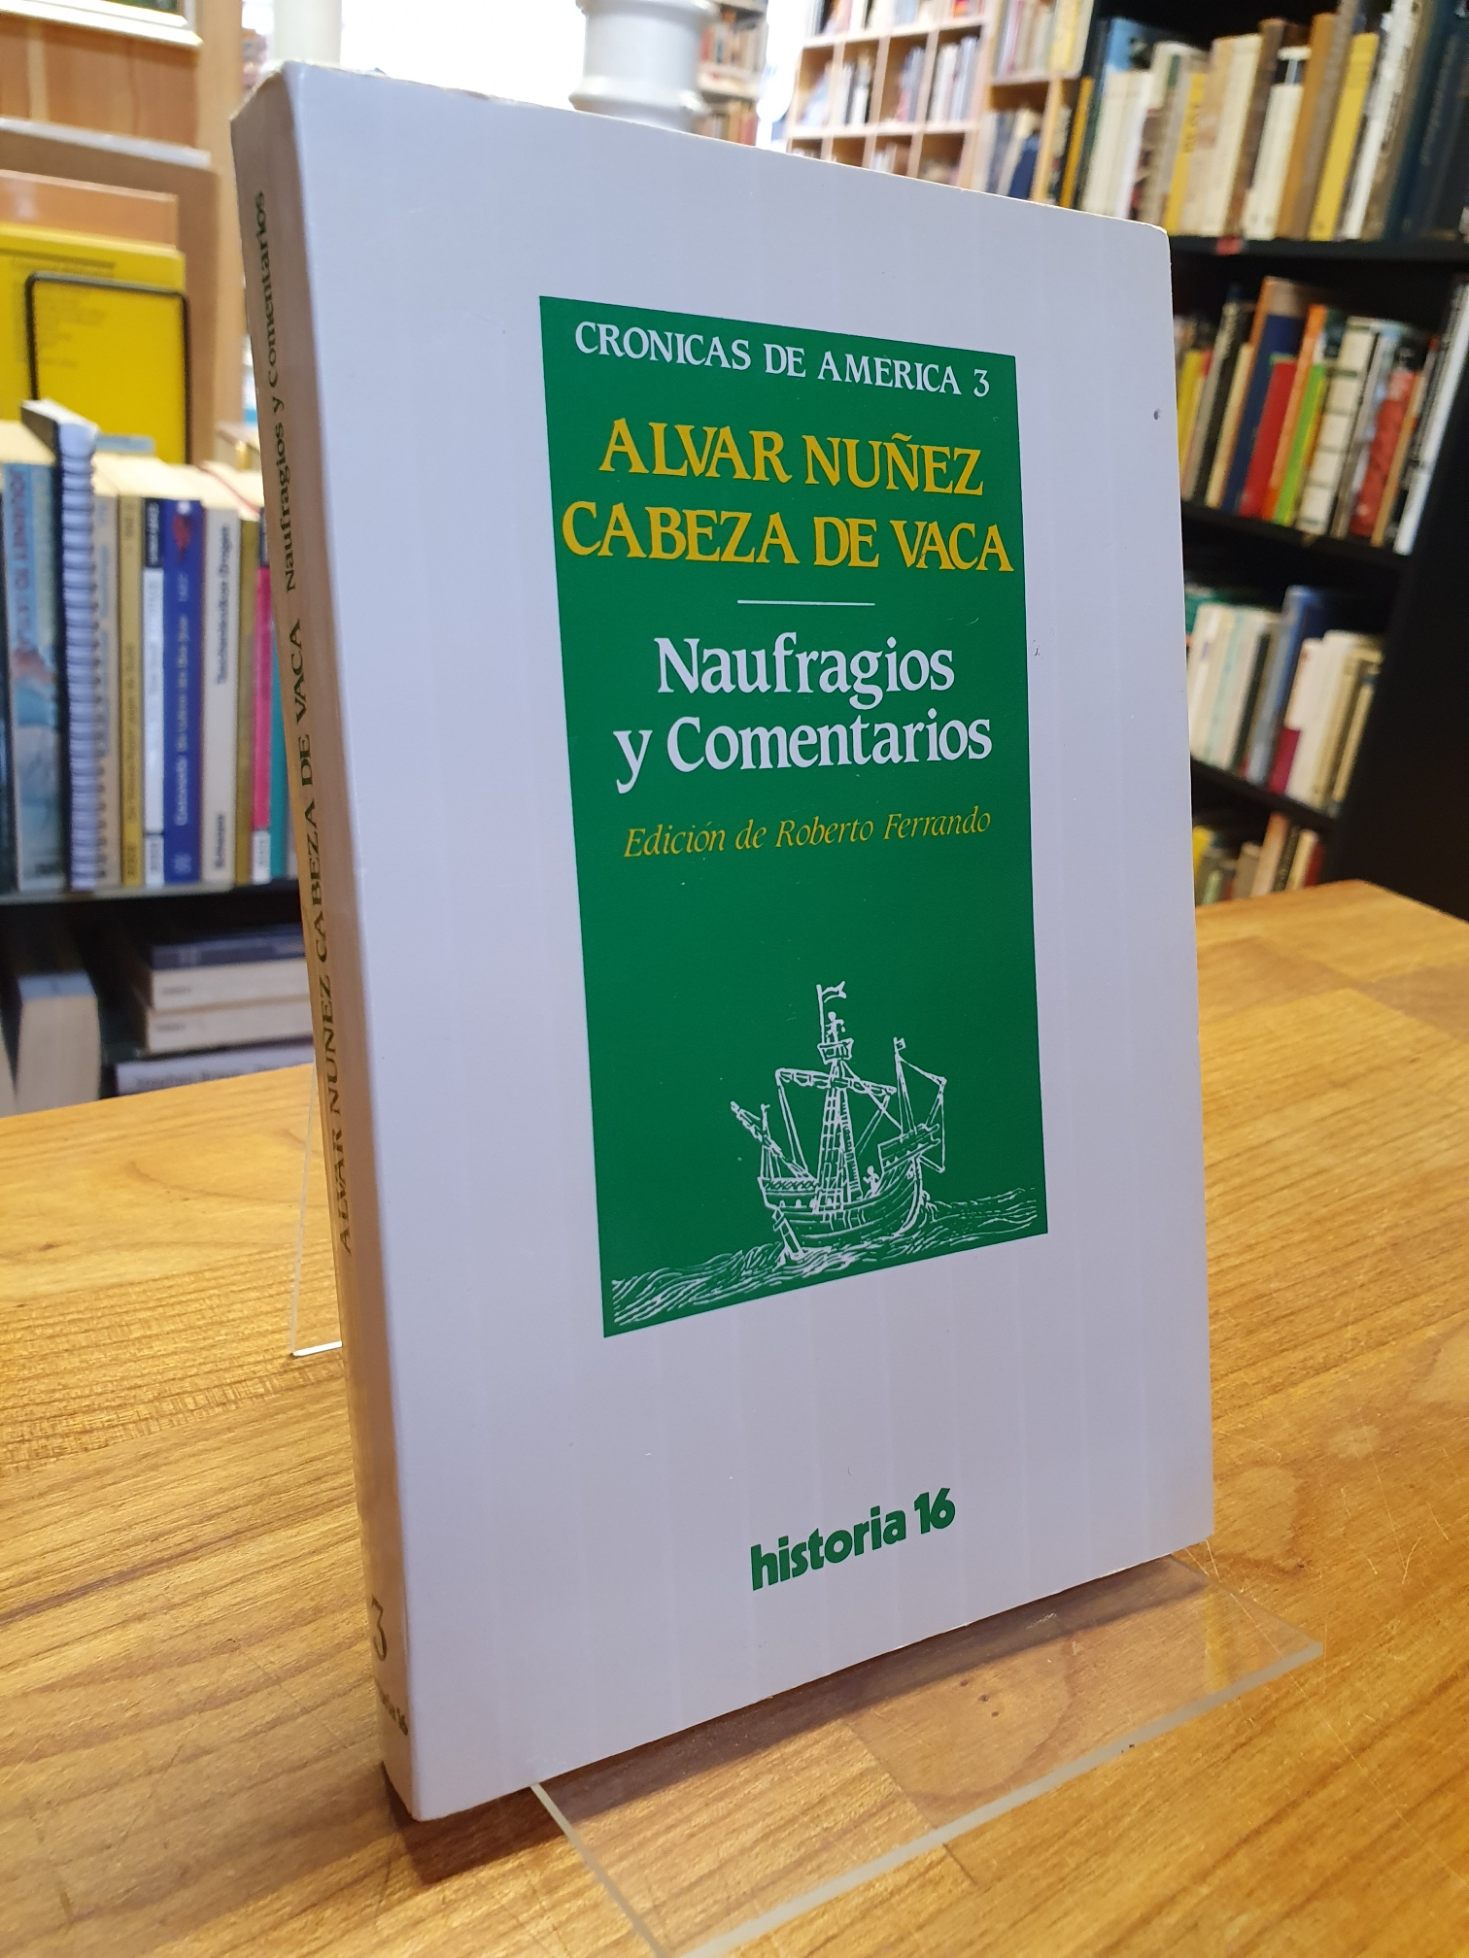 CRONICAS DE AMERICA 3
ALVAR NUÑEZ
CABEZA DE VACA
Naufragios
y Comentarios
Edición de Roberto Ferrando
historia 16
ALVAR NUÑEZ CABEZA DE VACA Naufragios y Comentarios
3